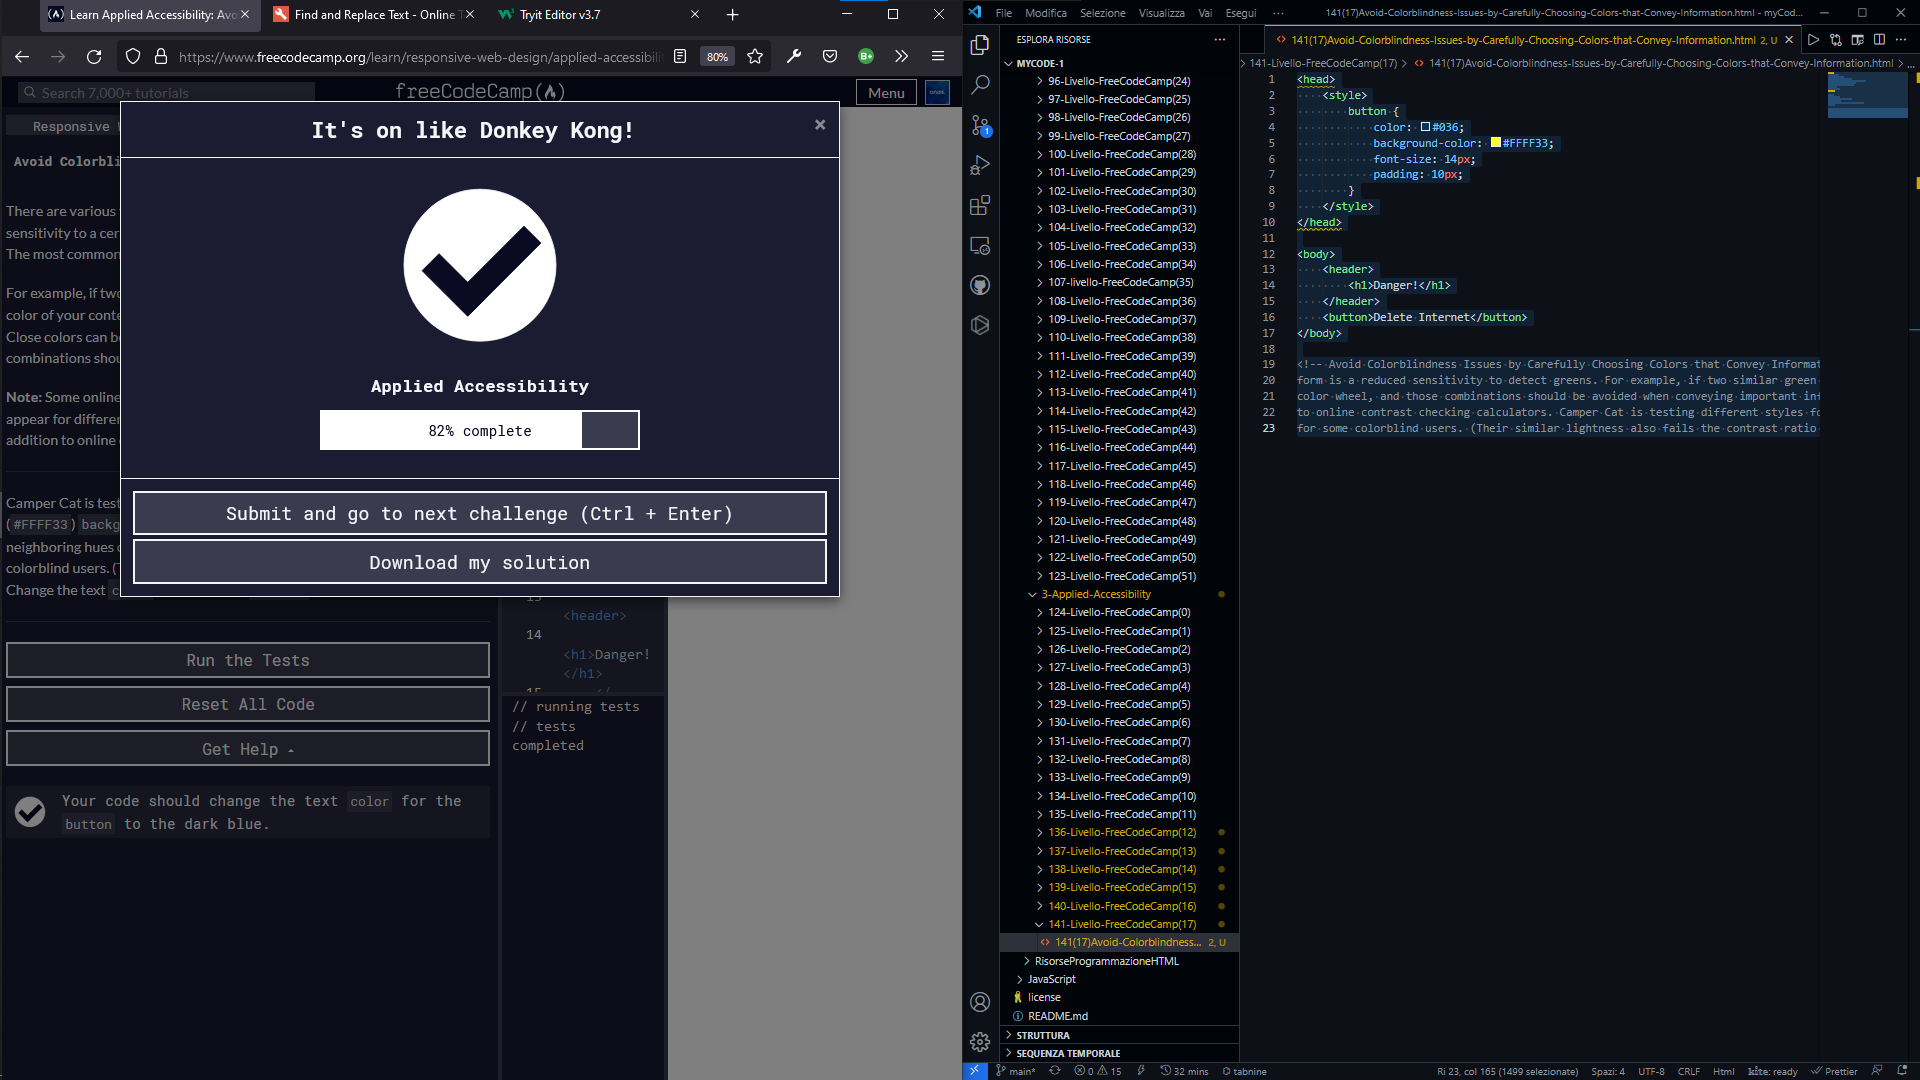 Learn Applied Accessibility: Avo
Find and Replace Text - Online T
Tryit Editor v3.7
https://www.freecodecamp.org/learn/responsive-web-design/applied-accessibili
80%
Search 7,000+ tutorials
freeCodeCamp
Menu
Responsive
Avoid Colorbli
There are various
sensitivity to a cer
The most common
For example, if two
color of your conte
Close colors can b
combinations shou
Note: Some online
appear for differen
addition to online
Camper Cat is test
(#FFFF33) backg
neighboring hues
colorblind users. (
Change the text
It's on like Donkey Kong!
Applied Accessibility
82% complete
Submit and go to next challenge (Ctrl + Enter)
Download my solution
Run the Tests
Reset All Code
Get Help
Your code should change the text color for the
button to the dark blue.
<header>
14
<h1>Danger!
</h1>
15
</
// running tests
// tests
completed
File Modifica Selezione Visualizza Vai Esegui ···
141(17)Avoid-Colorblindness-Issues-by-Carefully-Choosing-Colors-that-Convey-Information.html - myCod...
ESPLORA RISORSE
MYCODE-1
96-Livello-FreeCodeCamp(24)
97-Livello-FreeCodeCamp(25)
98-Livello-FreeCodeCamp(26)
99-Livello-FreeCodeCamp(27)
100-Livello-FreeCodeCamp(28)
101-Livello-FreeCodeCamp(29)
102-Livello-FreeCodeCamp(30)
103-Livello-FreeCodeCamp(31)
104-Livello-FreeCodeCamp(32)
105-Livello-FreeCodeCamp(33)
106-Livello-FreeCodeCamp(34)
107-livello-FreeCodeCamp(35)
108-Livello-FreeCodeCamp(36)
109-Livello-FreeCodeCamp(37)
110-Livello-FreeCodeCamp(38)
111-Livello-FreeCodeCamp(39)
112-Livello-FreeCodeCamp(40)
113-Livello-FreeCodeCamp(41)
114-Livello-FreeCodeCamp(42)
115-Livello-FreeCodeCamp(43)
116-Livello-FreeCodeCamp(44)
117-Livello-FreeCodeCamp(45)
118-Livello-FreeCodeCamp(46)
119-Livello-FreeCodeCamp(47)
120-Livello-FreeCodeCamp(48)
121-Livello-FreeCodeCamp(49)
122-Livello-FreeCodeCamp(50)
123-Livello-FreeCodeCamp(51)
3-Applied-Accessibility
124-Livello-FreeCodeCamp(0)
125-Livello-FreeCodeCamp(1)
126-Livello-FreeCodeCamp(2)
127-Livello-FreeCodeCamp(3)
128-Livello-FreeCodeCamp(4)
129-Livello-FreeCodeCamp(5)
130-Livello-FreeCodeCamp(6)
131-Livello-FreeCodeCamp(7)
132-Livello-FreeCodeCamp(8)
133-Livello-FreeCodeCamp(9)
134-Livello-FreeCodeCamp(10)
135-Livello-FreeCodeCamp(11)
136-Livello-FreeCodeCamp(12)
137-Livello-FreeCodeCamp(13)
138-Livello-FreeCodeCamp(14)
139-Livello-FreeCodeCamp(15)
140-Livello-FreeCodeCamp(16)
141-Livello-FreeCodeCamp(17)
141(17)Avoid-Colorblindness... 2, U
RisorseProgrammazioneHTML
JavaScript
license
README.md
STRUTTURA
SEQUENZA TEMPORALE
141(17)Avoid-Colorblindness-Issues-by-Carefully-Choosing-Colors-that-Convey-Information.html 2, U
141-Livello-FreeCodeCamp(17) > 141(17)Avoid-Colorblindness-Issues-by-Carefully-Choosing-Colors-that-Convey-Information.html > ...
1 <head>
2 <style>
3 button {
4 color: #036;
5 background-color: #FFFF33;
6 font-size: 14px;
7 padding: 10px;
8 }
9 </style>
10 </head>
11
12 <body>
13 <header>
14 <h1>Danger!</h1>
15 </header>
16 <button>Delete Internet</button>
17 </body>
18
19 <!-- Avoid Colorblindness Issues by Carefully Choosing Colors that Convey Informat
20 form is a reduced sensitivity to detect greens. For example, if two similar green
21 color wheel, and those combinations should be avoided when conveying important inf
22 to online contrast checking calculators. Camper Cat is testing different styles fo
23 for some colorblind users. (Their similar lightness also fails the contrast ratio
main* 0 15 32 mins tabnine
Ri 23, col 165 (1499 selezionate) Spazi: 4 UTF-8 CRLF Html kite: ready Prettier